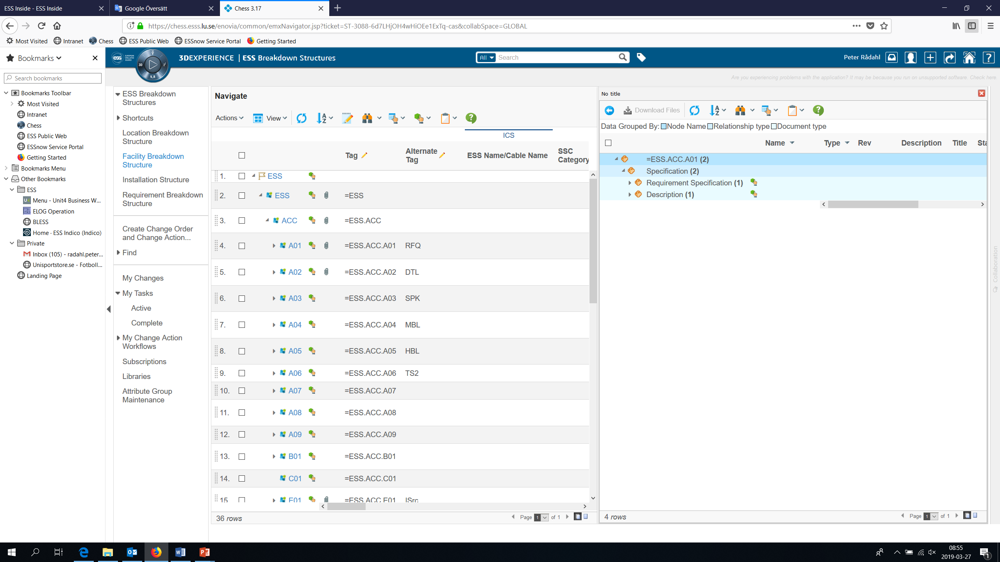 ESS Inside - ESS Inside
Google Översätt
Chess 3.17
https://chess.esss.lu.se/enovia/common/emxNavigator.jsp?ticket=ST-3088-6d7LHjOH4wHiOEe1ExTq-cas&collabSpace=GLOBAL
Most Visited Intranet Chess ESS Public Web ESSnow Service Portal Getting Started
Bookmarks
Search bookmarks
Bookmarks Toolbar
Most Visited
Intranet
Chess
ESS Public Web
ESSnow Service Portal
Getting Started
Bookmarks Menu
Other Bookmarks
ESS
Menu - Unit4 Business W...
ELOG Operation
BLESS
Home · ESS Indico (Indico)
Private
Inbox (105) - radahl.peter...
Unisportstore.se - Fotboll...
Landing Page
ess EUROPEAN SPALLATION SOURCE
3D V.R
3DEXPERIENCE | ESS Breakdown Structures
All Search
Peter Rådahl
Are you experiencing problems with the application? It may be because you run on unsupported software. Check here.
ESS Breakdown
Structures
Shortcuts
Location Breakdown
Structure
Facility Breakdown
Structure
Installation Structure
Requirement Breakdown
Structure
Create Change Order
and Change Action...
Find
My Changes
My Tasks
Active
Complete
My Change Action
Workflows
Subscriptions
Libraries
Attribute Group
Maintenance
Navigate
Actions View
ICS
Tag Alternate Tag ESS Name/Cable Name SSC Category
1. ESS
2. ESS =ESS
3. ACC =ESS.ACC
4. A01 =ESS.ACC.A01 RFQ
5. A02 =ESS.ACC.A02 DTL
6. A03 =ESS.ACC.A03 SPK
7. A04 =ESS.ACC.A04 MBL
8. A05 =ESS.ACC.A05 HBL
9. A06 =ESS.ACC.A06 TS2
10. A07 =ESS.ACC.A07
11. A08 =ESS.ACC.A08
12. A09 =ESS.ACC.A09
13. B01 =ESS.ACC.B01
14. C01 =ESS.ACC.C01
15 E01 =ESS.ACC.E01 ISrc
36 rows
Page 1 of 1
No title
Download Files
Data Grouped By: Node Name Relationship type Document type
Name Type Rev Description Title Sta
=ESS.ACC.A01 (2)
Specification (2)
Requirement Specification (1)
Description (1)
4 rows
Page 1 of 1
Collaboration
08:55
2019-03-27
1